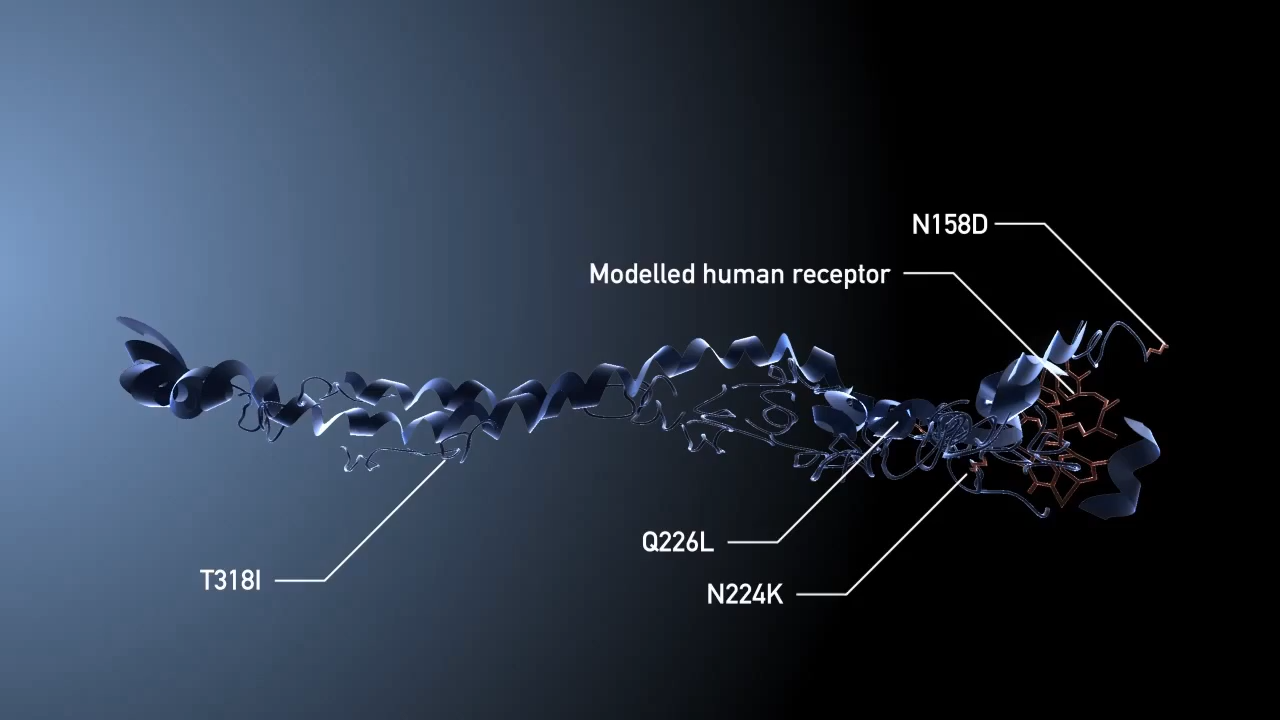 N158D
Modelled human receptor
Q226L
T318I
N224K